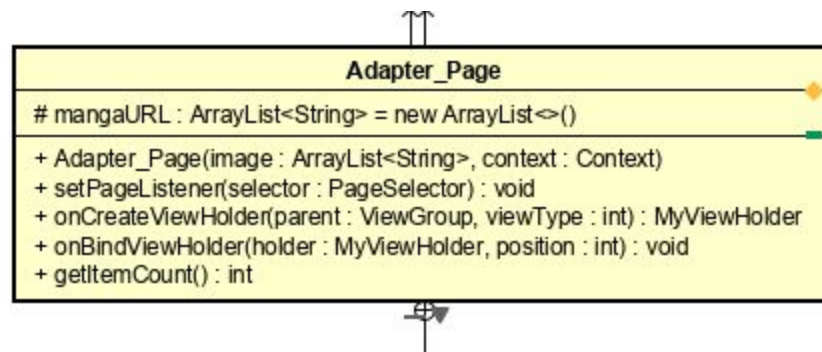 Adapter_Page
# mangaURL : ArrayList<String> = new ArrayList<>()
+ Adapter_Page(image : ArrayList<String>, context : Context)
+ setPageListener(selector : PageSelector) : void
+ onCreateViewHolder(parent : ViewGroup, viewType : int) : MyViewHolder
+ onBindViewHolder(holder : MyViewHolder, position : int) : void
+ getItemCount() : int